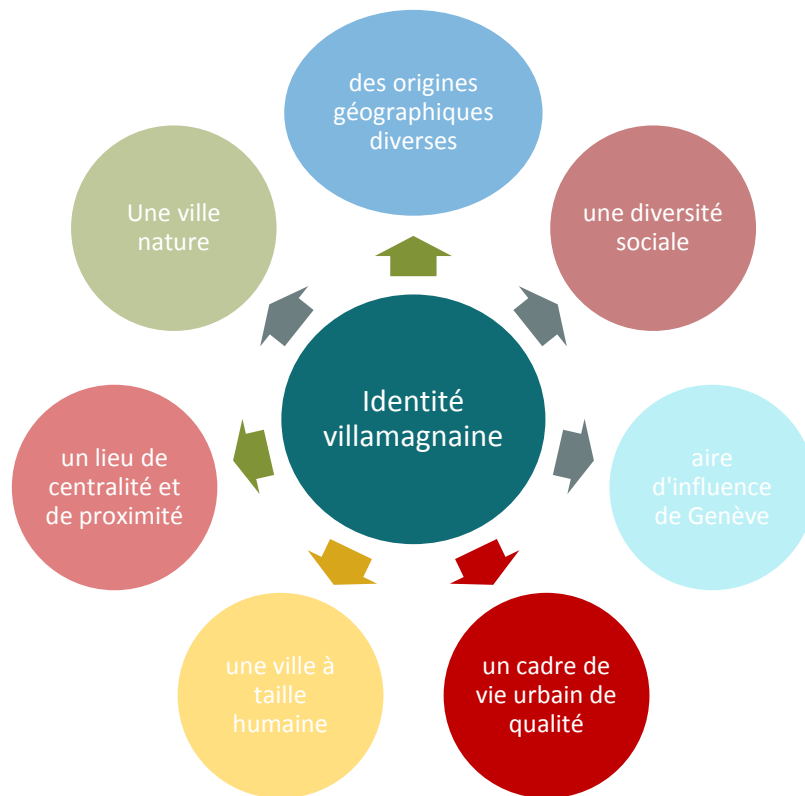 des origines
géographiques
diverses
Une ville
nature
une diversité
sociale
Identité
villamagnaine
un lieu de
centralité et
de proximité
aire
d'influence
de Genève
une ville à
taille
humaine
un cadre de
vie urbain de
qualité